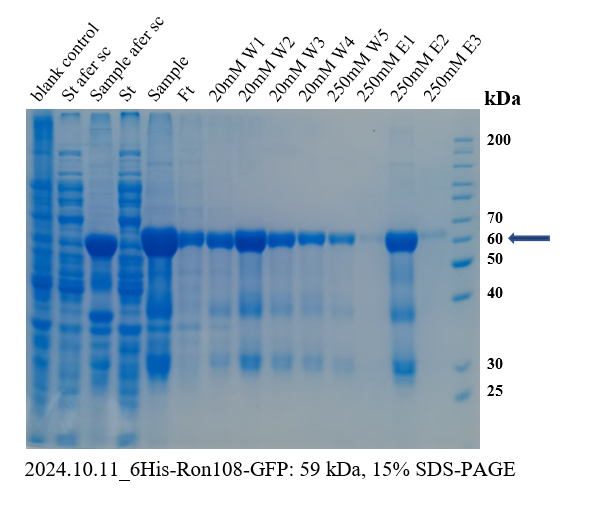 blank control
St afer sc
Sample afer sc
St
Sample
Ft
20mM W1
20mM W2
20mM W3
20mM W4
250mM W5
250mM E1
250mM E2
250mM E3
kDa
200
70
60
50
40
30
25
2024.10.11_6His-Ron108-GFP: 59 kDa, 15% SDS-PAGE